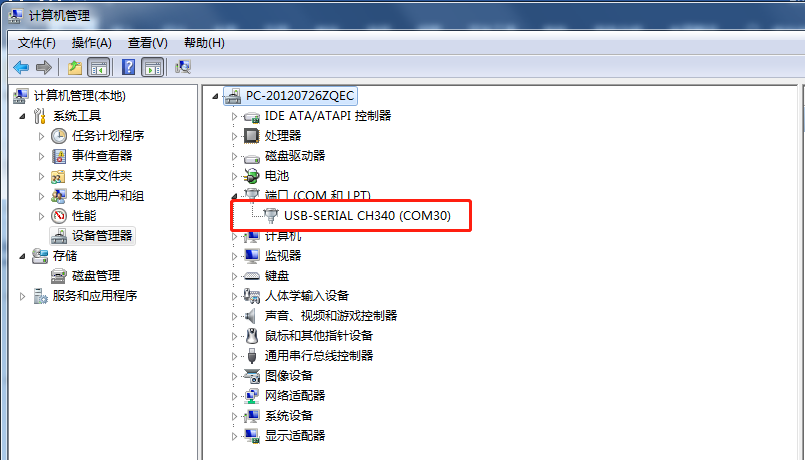 计算机管理
文件(F) 操作(A) 查看(V) 帮助(H)
计算机管理(本地)
系统工具
任务计划程序
事件查看器
共享文件夹
本地用户和组
性能
设备管理器
存储
磁盘管理
服务和应用程序
PC-20120726ZQEC
IDE ATA/ATAPI 控制器
处理器
磁盘驱动器
电池
端口 (COM 和 LPT)
USB-SERIAL CH340 (COM30)
计算机
监视器
键盘
人体学输入设备
声音、视频和游戏控制器
鼠标和其他指针设备
通用串行总线控制器
图像设备
网络适配器
系统设备
显示适配器